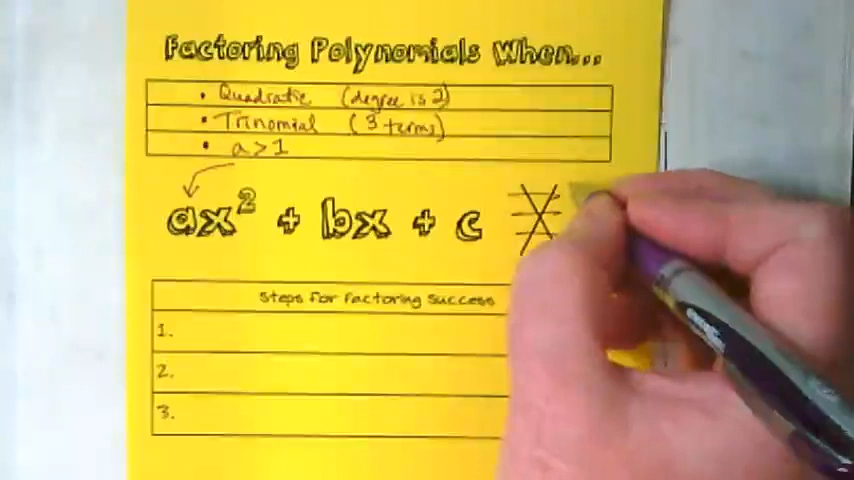 Factoring Polynomials When...
• Quadratic (degree is 2)
• Trinomial (3 terms)
• a > 1
ax² + bx + c
Steps for Factoring Success
1.
2.
3.